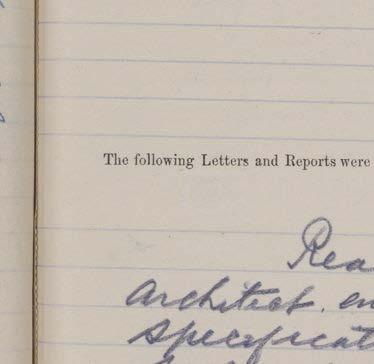 The following Letters and Reports were
Rea
architect. en
specificat